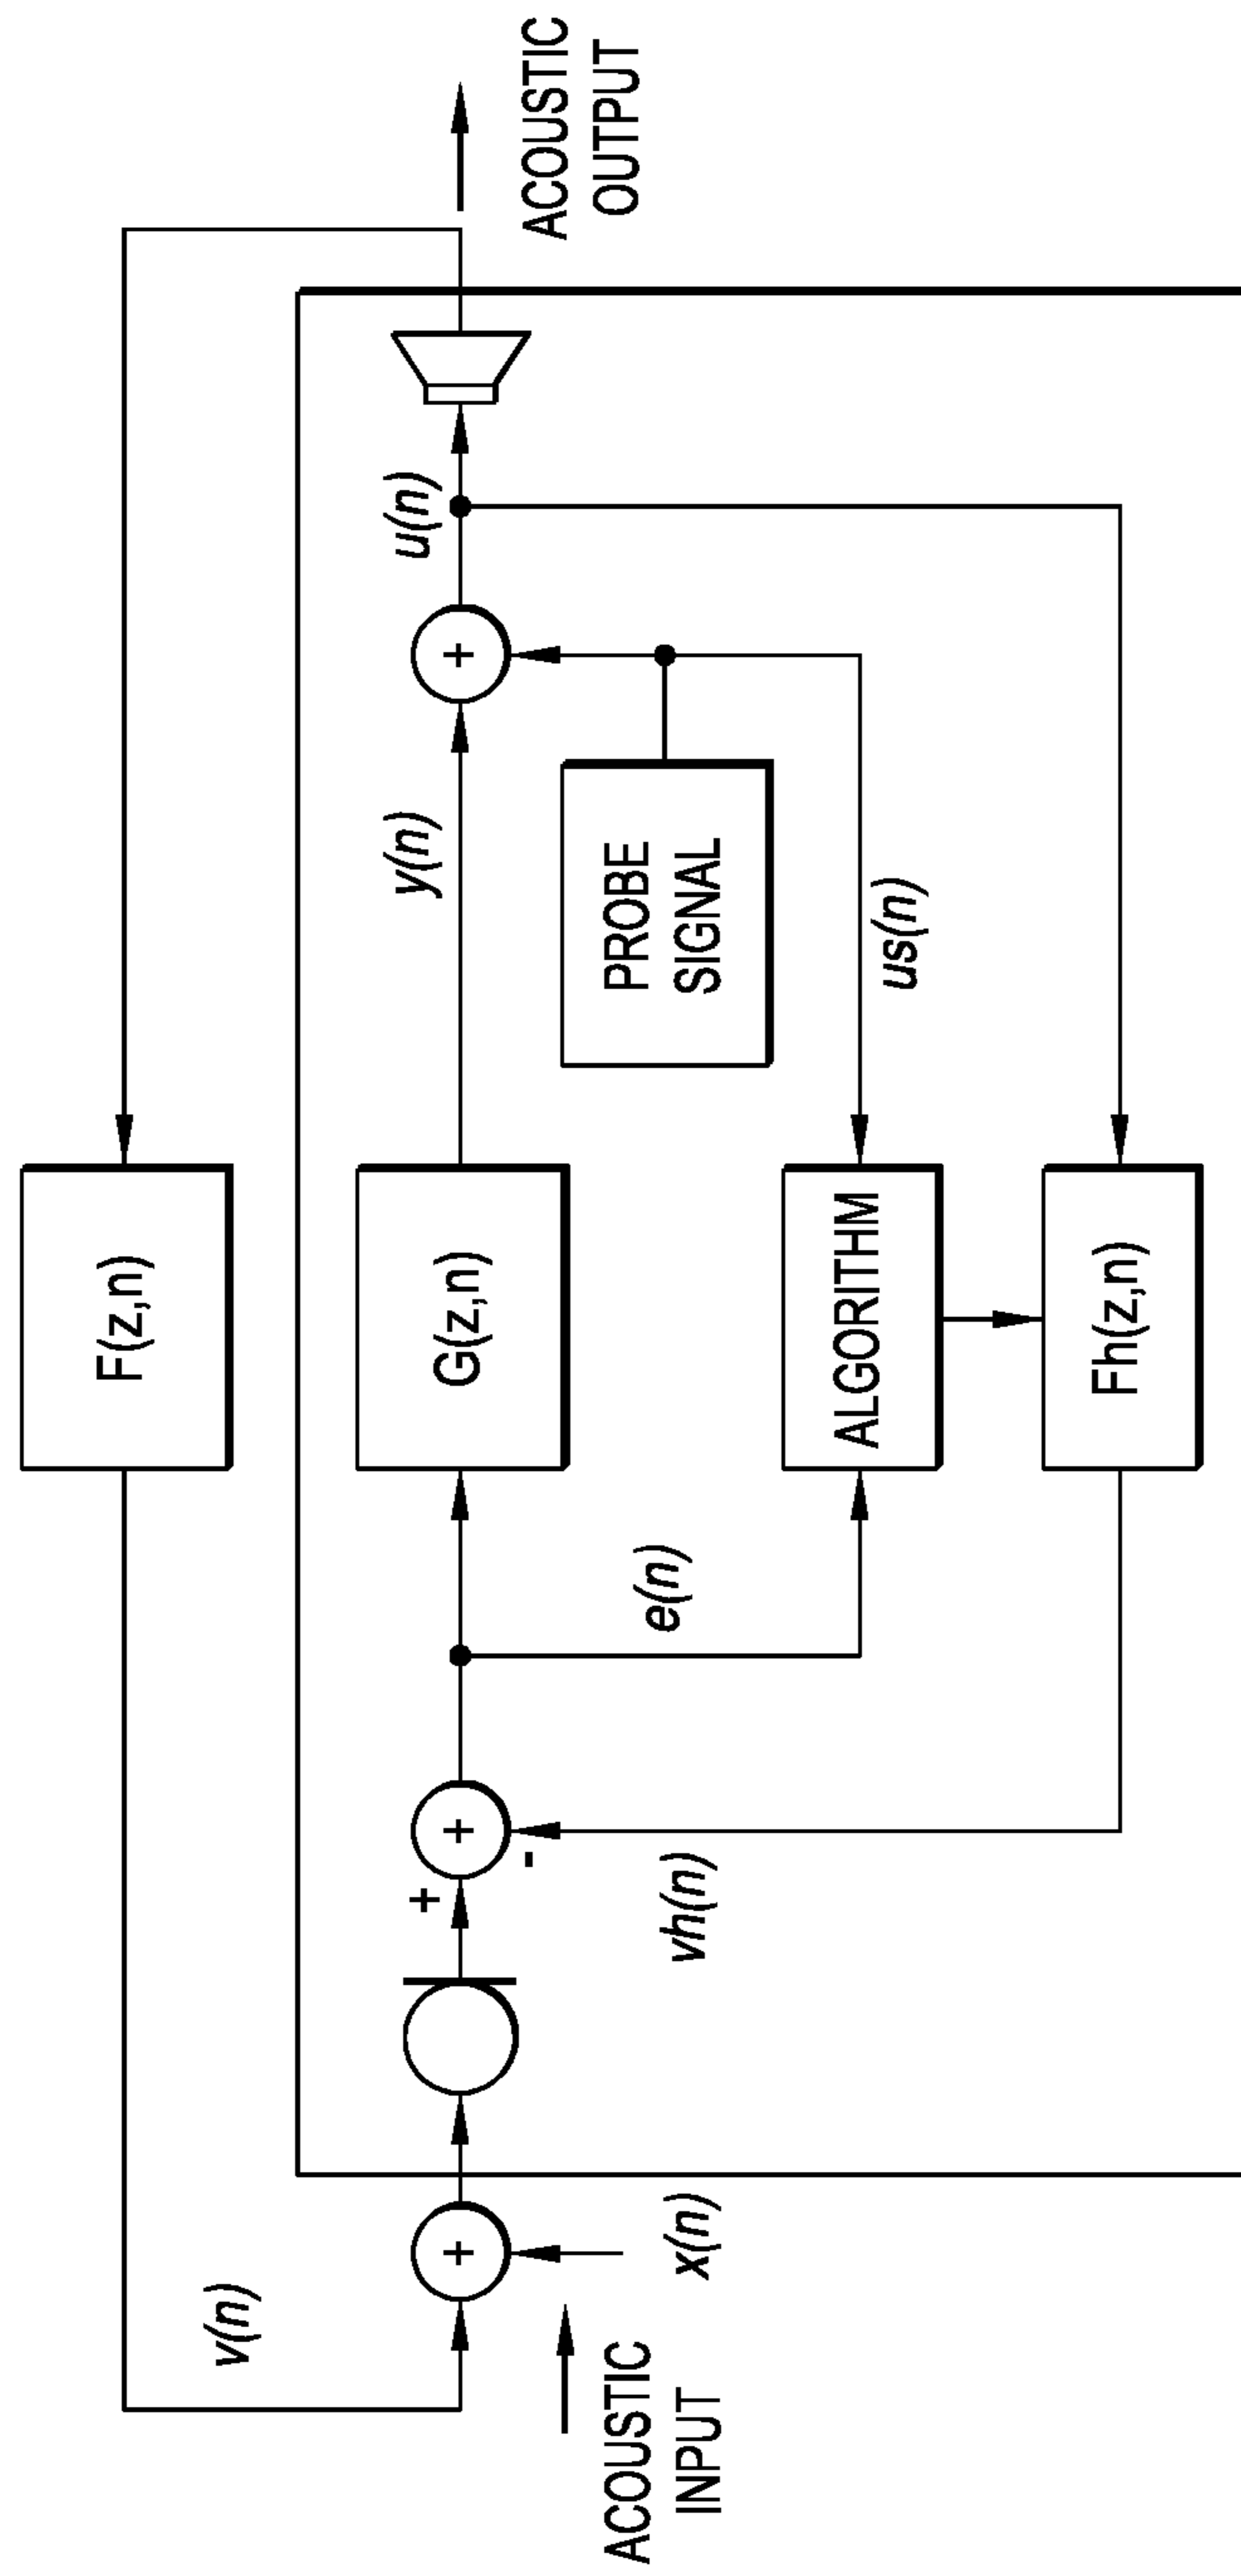 F(z,n)
v(n)
G(z,n)
y(n)
u(n)
ACOUSTIC
OUTPUT
+
+
+
+
-
e(n)
PROBE
SIGNAL
ACOUSTIC
INPUT
x(n)
vh(n)
ALGORITHM
us(n)
Fh(z,n)